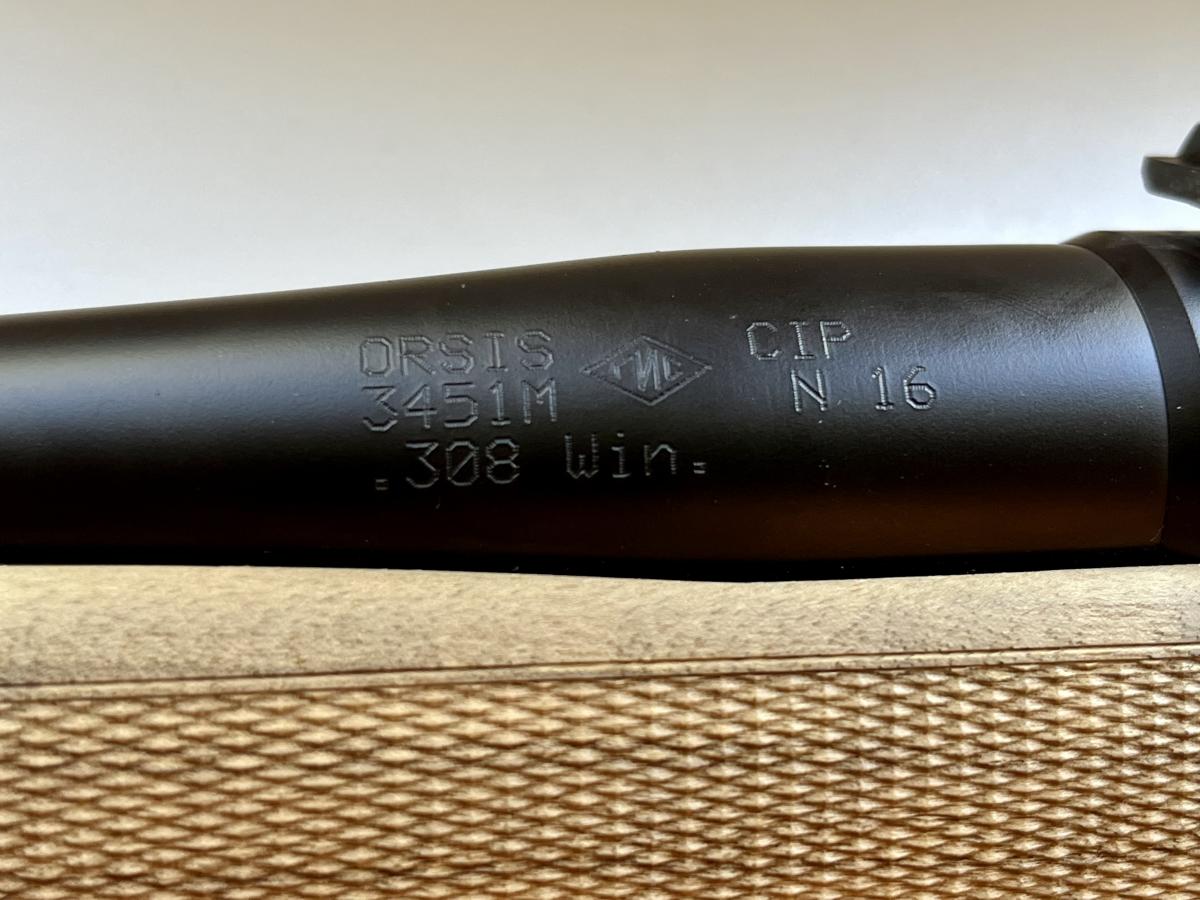 ORSIS
3451M
.308 Win.
CIP
N 16